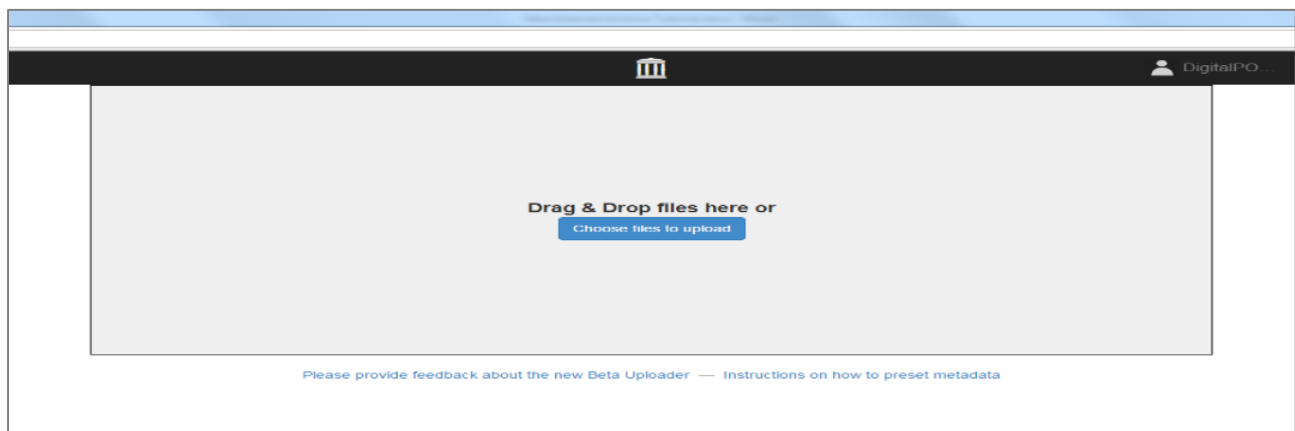 DigitalPO...
Drag & Drop files here or
Choose files to upload
Please provide feedback about the new Beta Uploader — Instructions on how to preset metadata